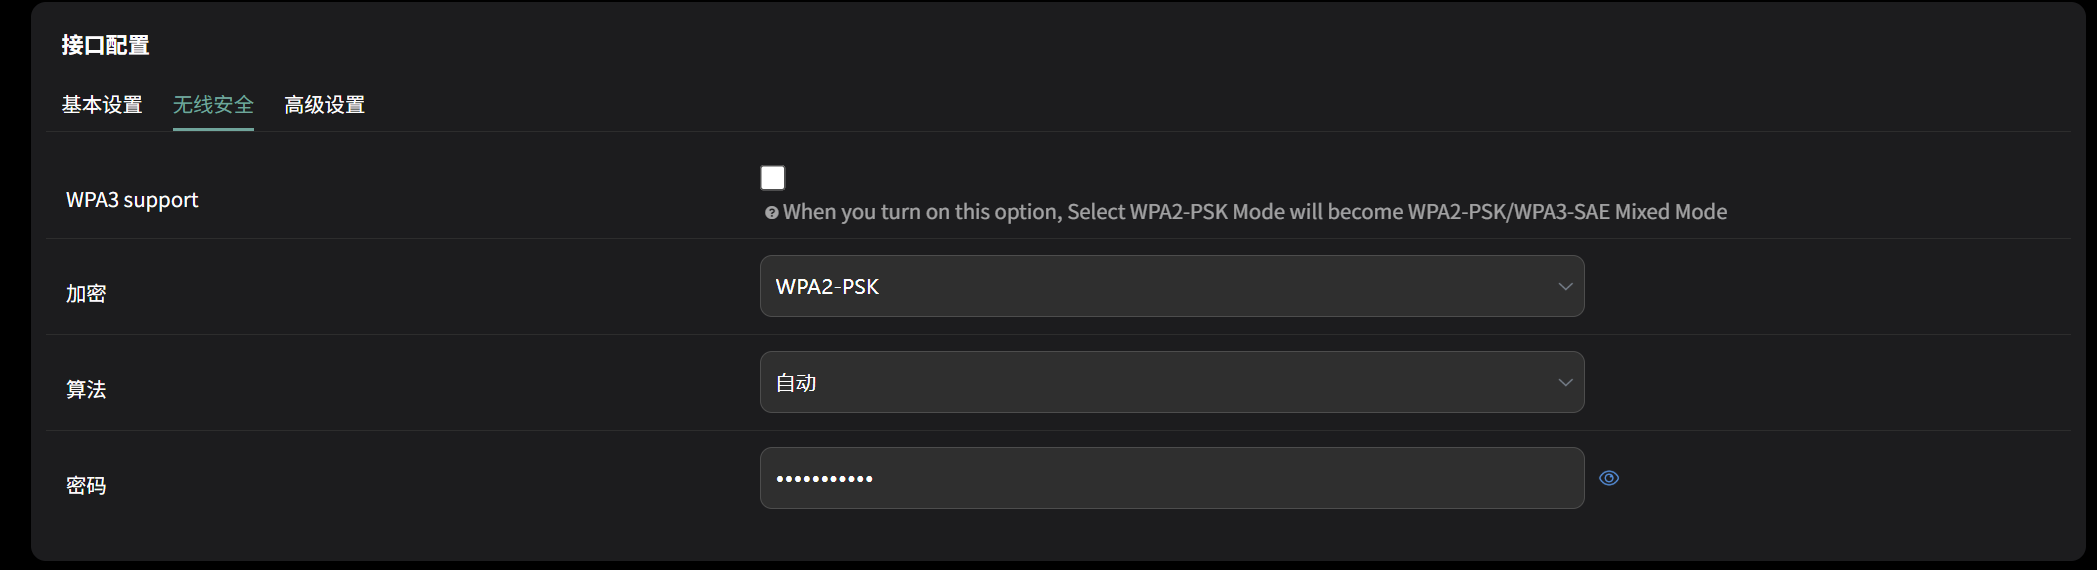 接口配置
基本设置 无线安全 高级设置
WPA3 support
When you turn on this option, Select WPA2-PSK Mode will become WPA2-PSK/WPA3-SAE Mixed Mode
加密
WPA2-PSK
算法
自动
密码
•••••••••••